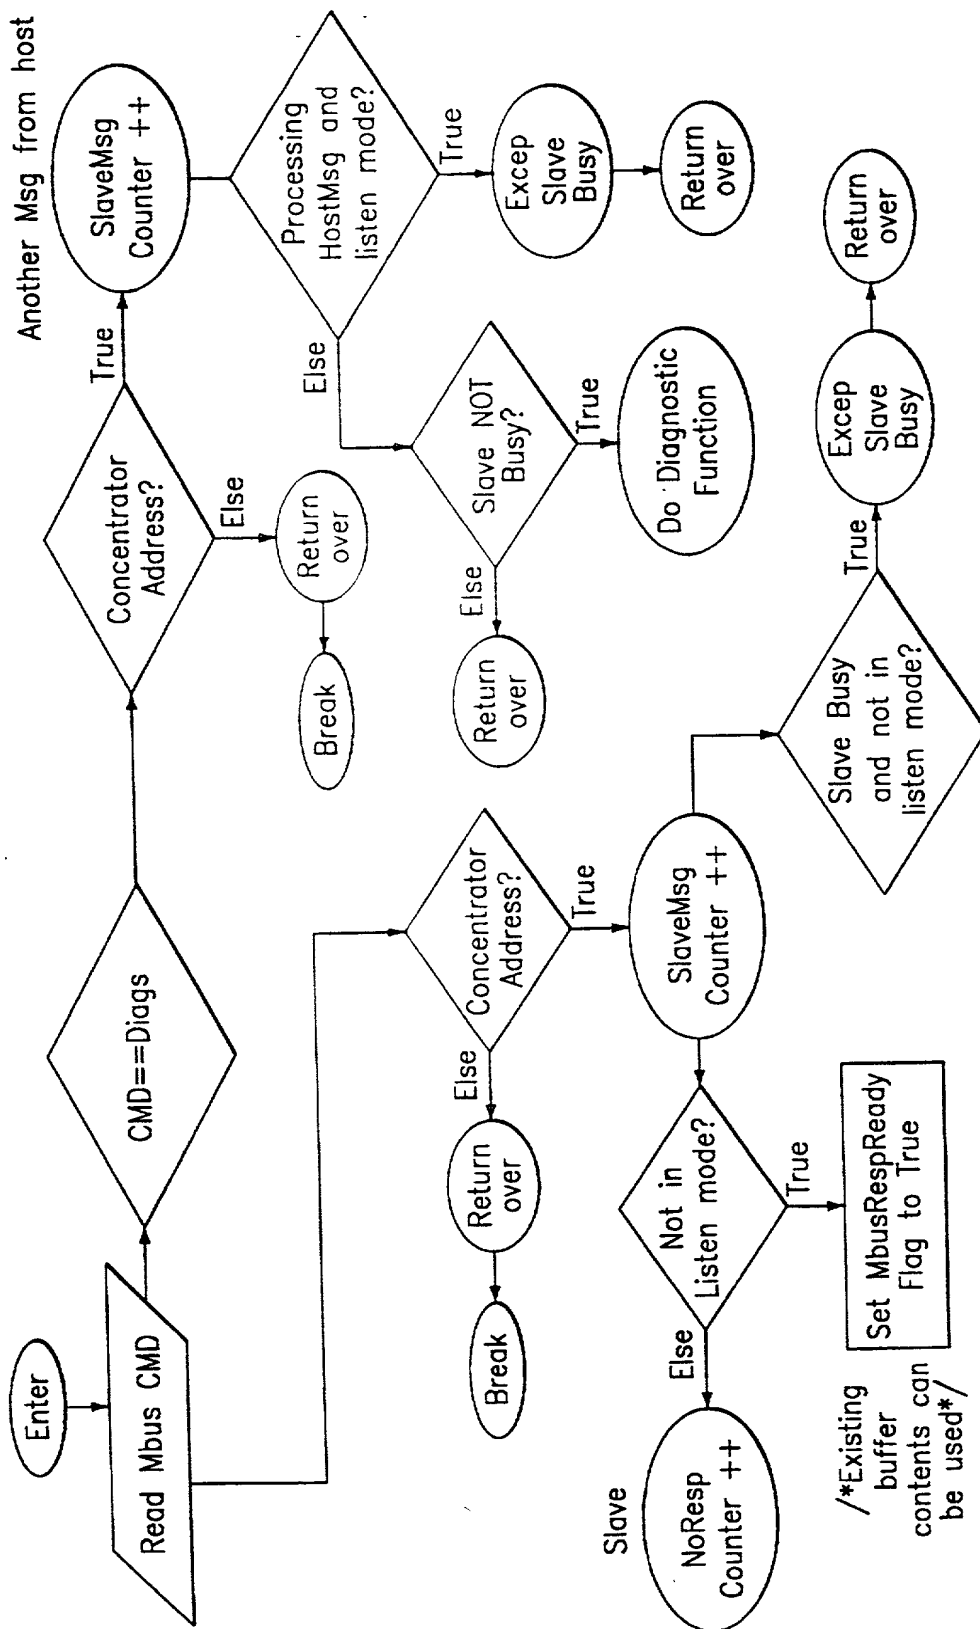 Enter
Read Mbus CMD
CMD==Diags
Concentrator
Address?
True
Another Msg from host
SlaveMsg
Counter ++
Else
Return
over
Break
Processing
HostMsg and
listen mode?
True
Excep
Slave
Busy
Return
over
Else
Slave NOT
Busy?
True
Do Diagnostic
Function
Else
Return
over
Concentrator
Address?
Else
Return
over
Break
True
SlaveMsg
Counter ++
Slave Busy
and not in
listen mode?
True
Excep
Slave
Busy
Return
over
Not in
Listen mode?
Else
Slave
NoResp
Counter ++
True
Set MbusRespReady
Flag to True
/*Existing
buffer
contents can
be used*/